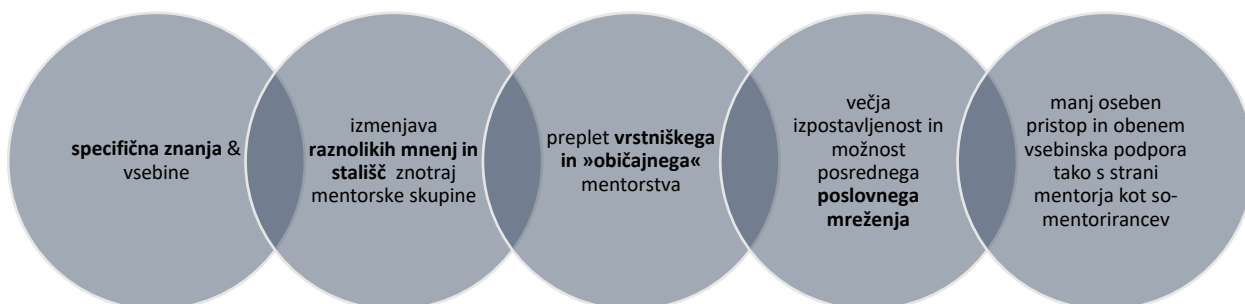 specifična znanja &
vsebine
izmenjava
raznolikih mnenj in
stališč znotraj
mentorske skupine
preplet vrstniškega
in »običajnega«
mentorstva
večja
izpostavljenost in
možnost
posrednega
poslovnega
mreženja
manj oseben
pristop in obenem
vsebinska podpora
tako s strani
mentorja kot so-
mentorirancev